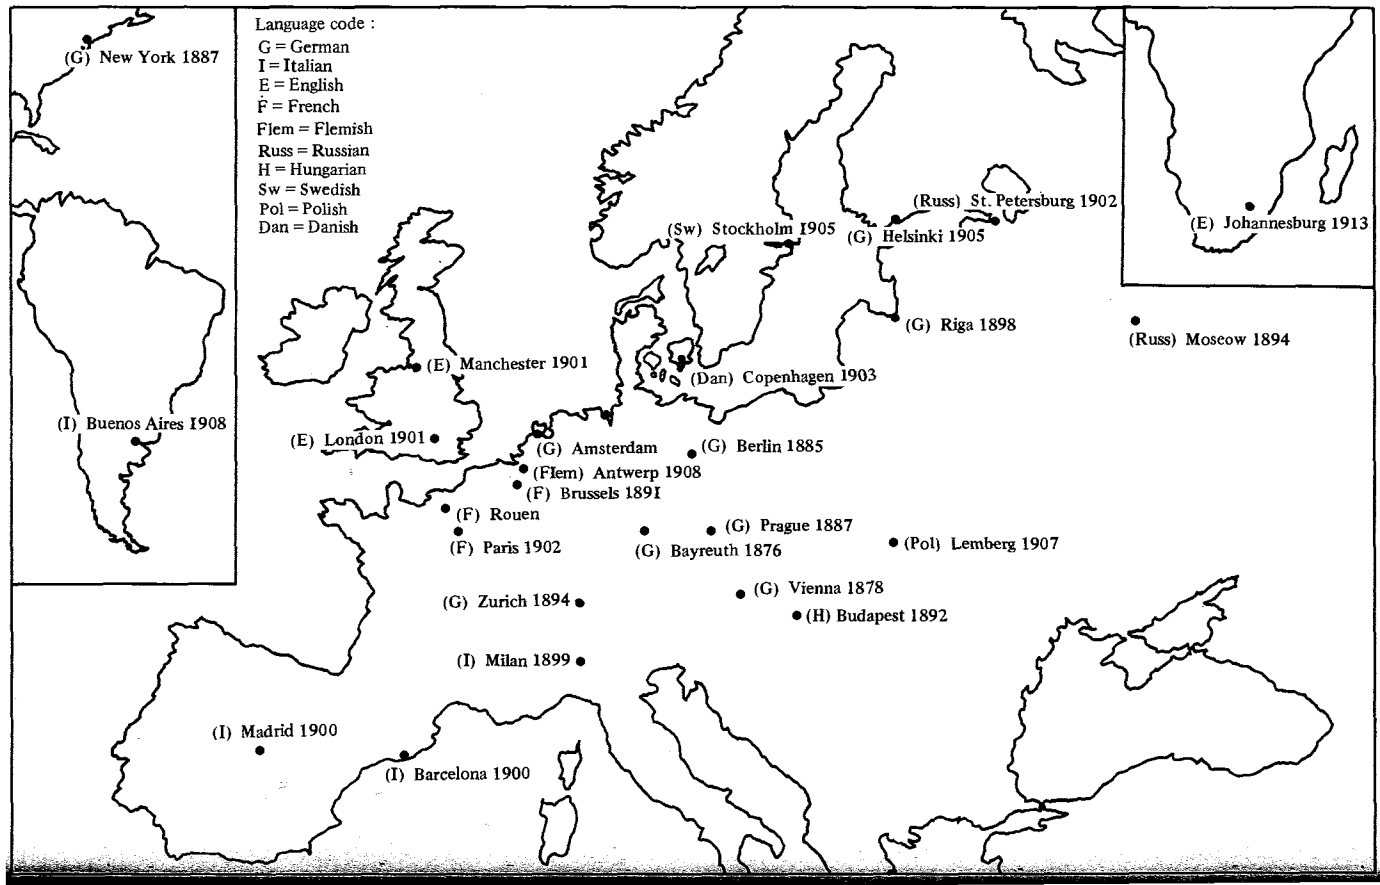 (G) New York 1887
Language code :
G = German
I = Italian
E = English
F = French
Flem = Flemish
Russ = Russian
H = Hungarian
Sw = Swedish
Pol = Polish
Dan = Danish
(Russ) St. Petersburg 1902
(Sw) Stockholm 1905
(G) Helsinki 1905
(E) Johannesburg 1913
(G) Riga 1898
(Russ) Moscow 1894
(E) Manchester 1901
(Dan) Copenhagen 1903
(I) Buenos Aires 1908
(E) London 1901
(G) Amsterdam
(G) Berlin 1885
(Flem) Antwerp 1908
(F) Brussels 1891
(F) Rouen
(G) Prague 1887
(F) Paris 1902
(G) Bayreuth 1876
(Pol) Lemberg 1907
(G) Zurich 1894
(G) Vienna 1878
(H) Budapest 1892
(I) Milan 1899
(I) Madrid 1900
(I) Barcelona 1900